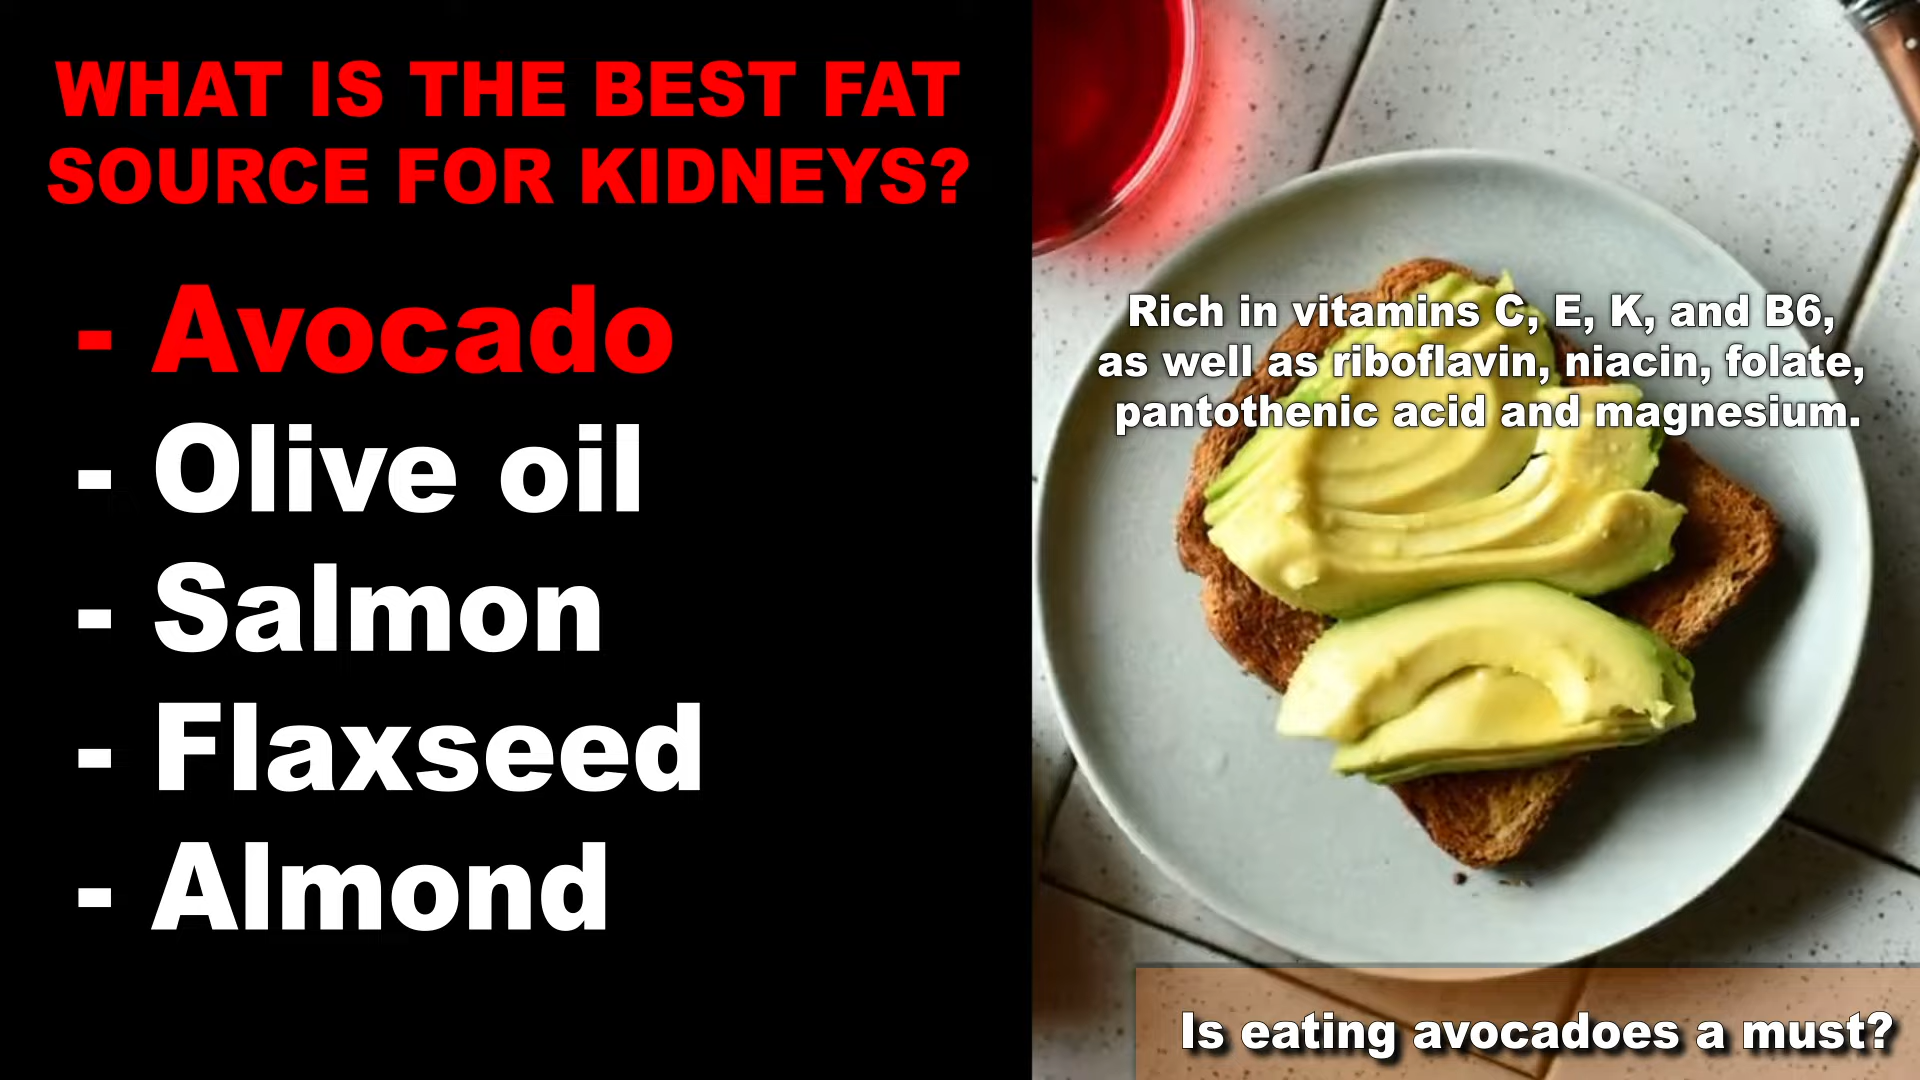 WHAT IS THE BEST FAT
SOURCE FOR KIDNEYS?
- Avocado
- Olive oil
- Salmon
- Flaxseed
- Almond
Rich in vitamins C, E, K, and B6,
as well as riboflavin, niacin, folate,
pantothenic acid and magnesium.
Is eating avocadoes a must?